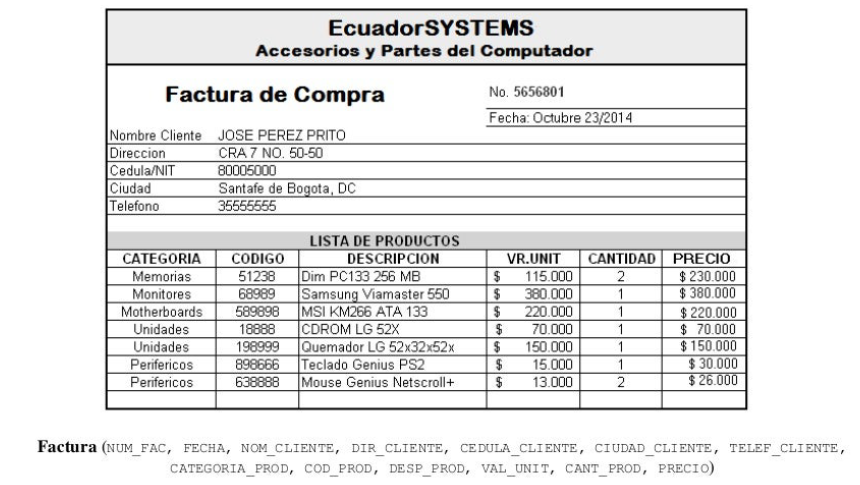 EcuadorSYSTEMS
Accesorios y Partes del Computador
Factura de Compra
No. 5656801
Fecha: Octubre 23/2014
Nombre Cliente JOSE PEREZ PRITO
Direccion CRA 7 NO. 50-50
Cedula/NIT 80005000
Ciudad Santafe de Bogota, DC
Telefono 35555555
LISTA DE PRODUCTOS
CATEGORIA CODIGO DESCRIPCION VR.UNIT CANTIDAD PRECIO
Memorias 51238 Dim PC133 256 MB $ 115.000 2 $ 230.000
Monitores 68989 Samsung Viamaster 550 $ 380.000 1 $ 380.000
Motherboards 589898 MSI KM266 ATA 133 $ 220.000 1 $ 220.000
Unidades 18888 CDROM LG 52X $ 70.000 1 $ 70.000
Unidades 198999 Quemador LG 52x32x52x $ 150.000 1 $ 150.000
Perifericos 898666 Teclado Genius PS2 $ 15.000 1 $ 30.000
Perifericos 638888 Mouse Genius Netscroll+ $ 13.000 2 $ 26.000
Factura (NUM_FAC, FECHA, NOM_CLIENTE, DIR_CLIENTE, CEDULA_CLIENTE, CIUDAD_CLIENTE, TELEF_CLIENTE,
CATEGORIA_PROD, COD_PROD, DESP_PROD, VAL_UNIT, CANT_PROD, PRECIO)